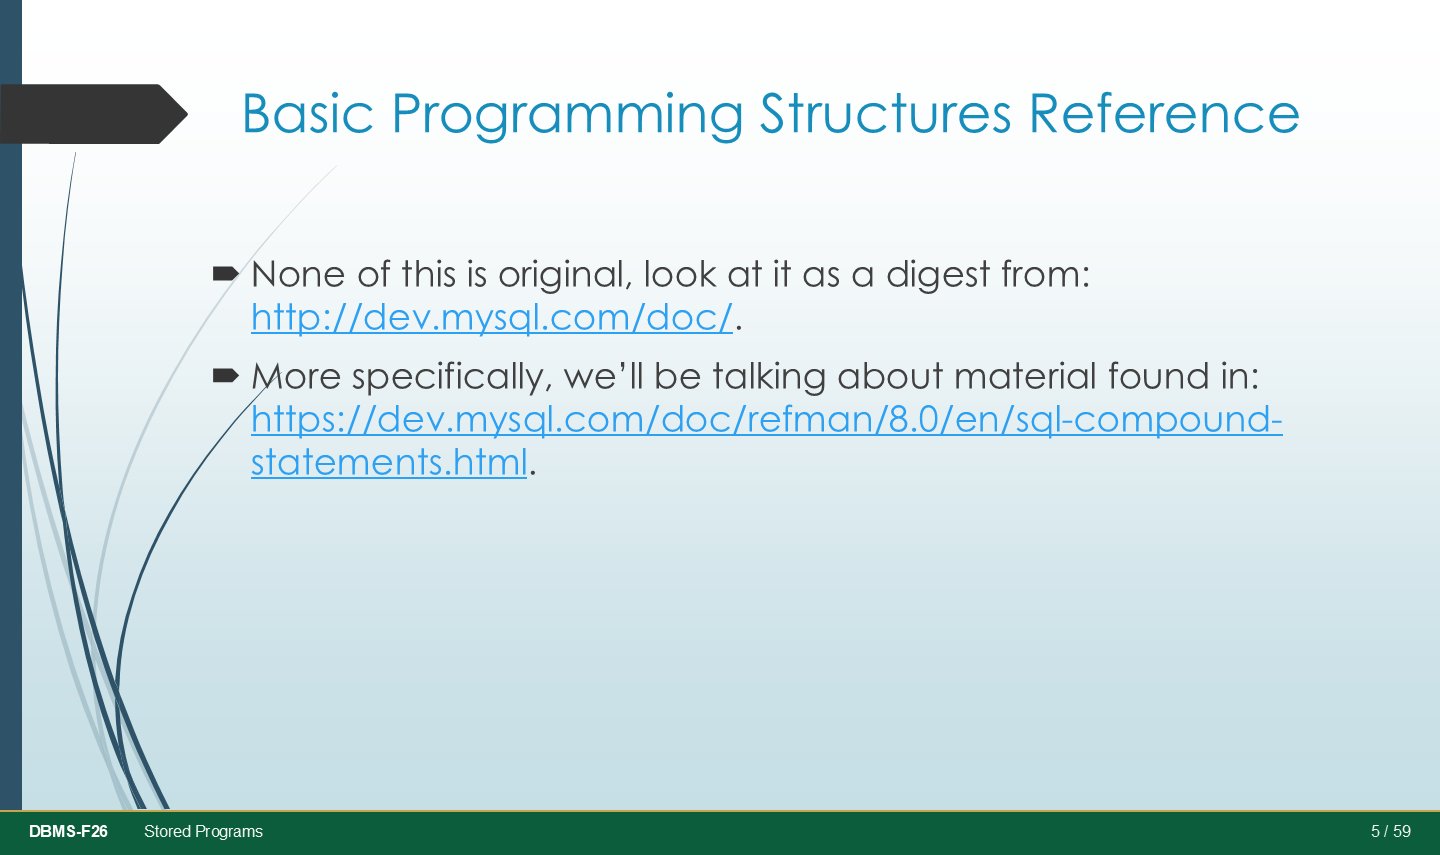 Basic Programming Structures Reference
None of this is original, look at it as a digest from:
http://dev.mysql.com/doc/.
More specifically, we’ll be talking about material found in:
https://dev.mysql.com/doc/refman/8.0/en/sql-compound-
statements.html.
DBMS-F26 Stored Programs 5 / 59